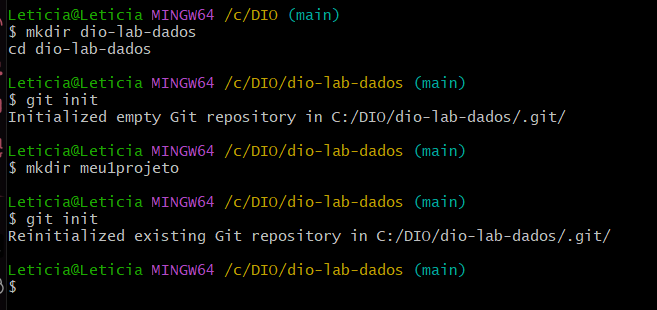 Leticia@Leticia MINGW64 /c/DIO (main)
$ mkdir dio-lab-dados
cd dio-lab-dados
Leticia@Leticia MINGW64 /c/DIO/dio-lab-dados (main)
$ git init
Initialized empty Git repository in C:/DIO/dio-lab-dados/.git/
Leticia@Leticia MINGW64 /c/DIO/dio-lab-dados (main)
$ mkdir meu1projeto
Leticia@Leticia MINGW64 /c/DIO/dio-lab-dados (main)
$ git init
Reinitialized existing Git repository in C:/DIO/dio-lab-dados/.git/
Leticia@Leticia MINGW64 /c/DIO/dio-lab-dados (main)
$